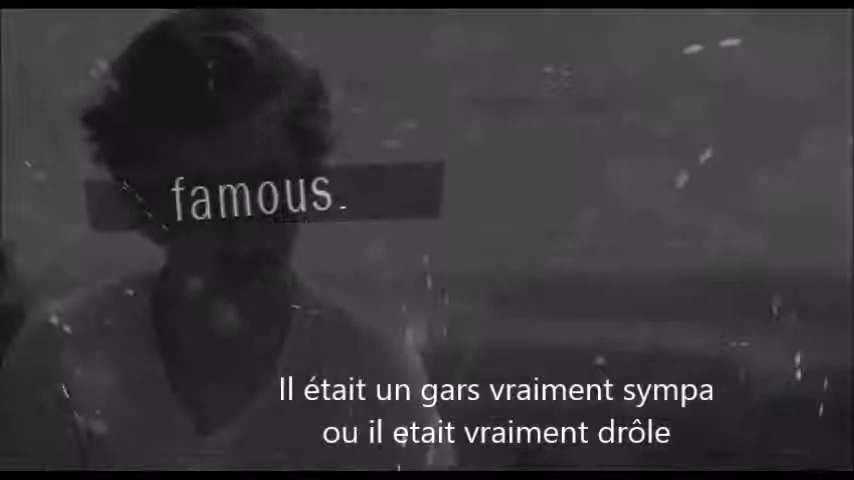 famous.
Il était un gars vraiment sympa
ou il etait vraiment drôle